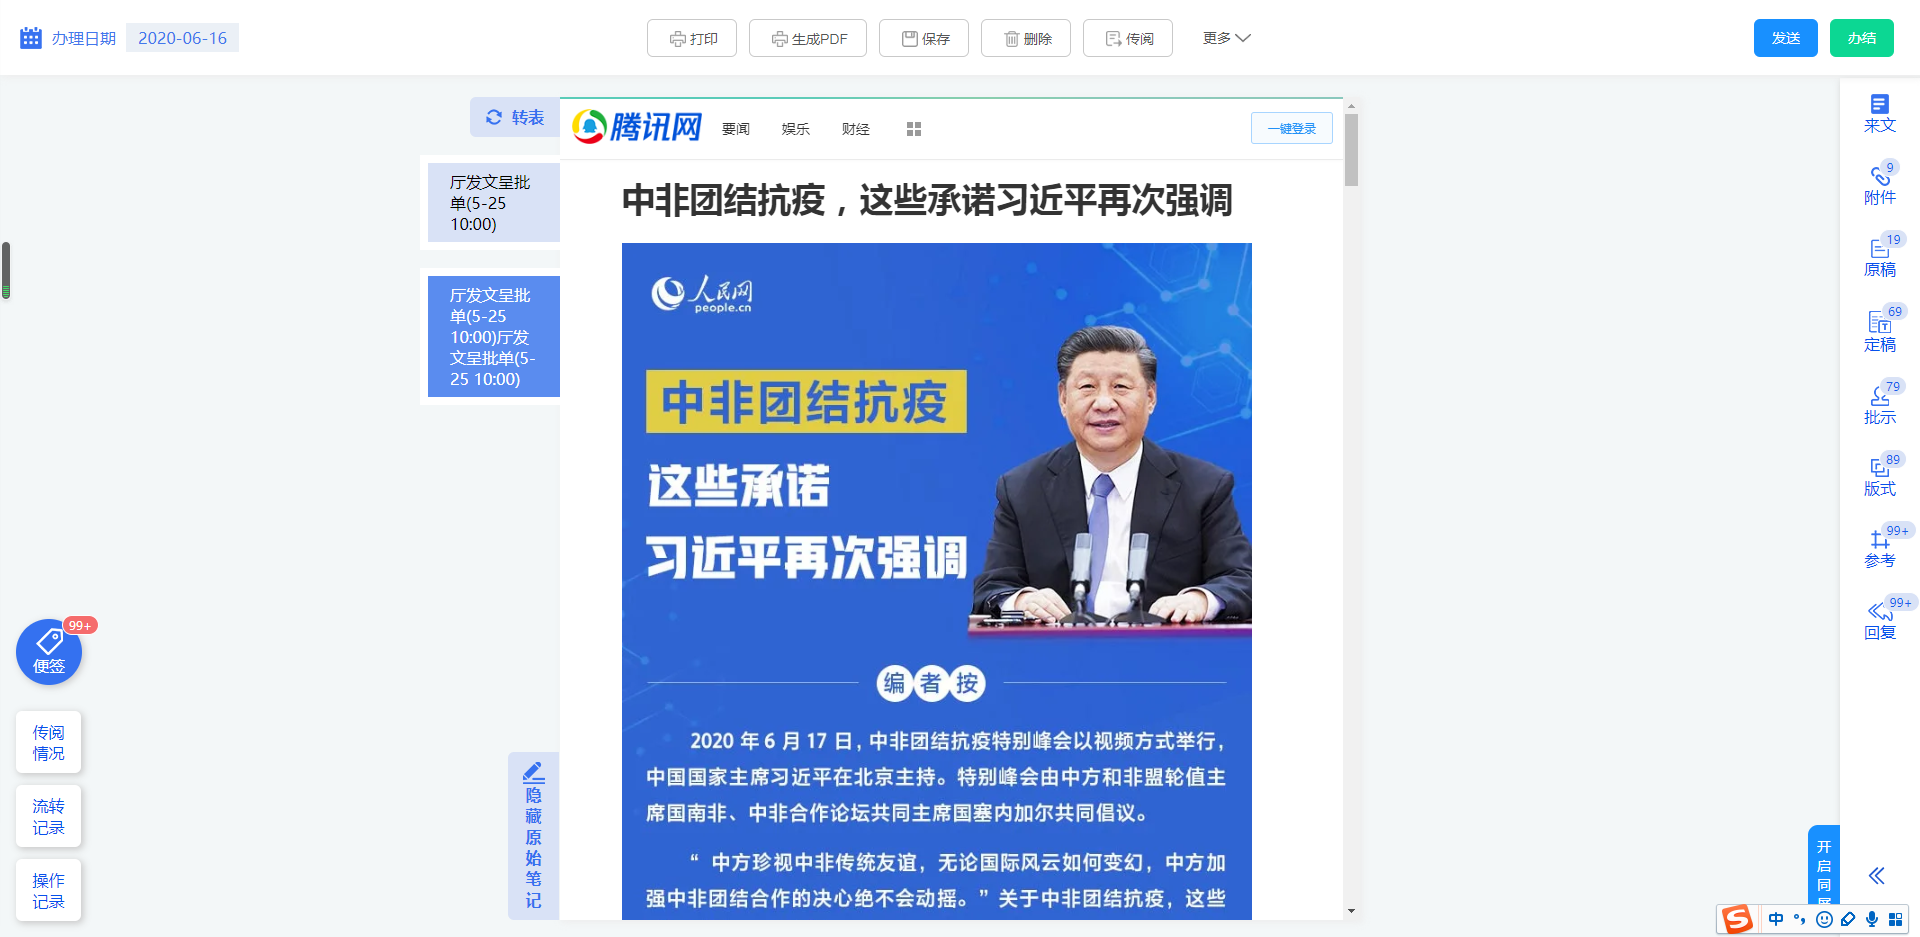 办理日期 2020-06-16
打印 生成PDF 保存 删除 传阅 更多
发送 办结
转表
厅发文呈批
单(5-25
10:00)
厅发文呈批
单(5-25
10:00)厅发
文呈批单(5-
25 10:00)
99+
便签
传阅
情况
流转
记录
操作
记录
隐藏原始笔记
腾讯网 要闻 娱乐 财经 一键登录
中非团结抗疫，这些承诺习近平再次强调
人民网
people.cn
中非团结抗疫
这些承诺
习近平再次强调
编者按
2020 年 6 月 17 日，中非团结抗疫特别峰会以视频方式举行，
中国国家主席习近平在北京主持。特别峰会由中方和非盟轮值主
席国南非、中非合作论坛共同主席国塞内加尔共同倡议。
“ 中方珍视中非传统友谊，无论国际风云如何变幻，中方加
强中非团结合作的决心绝不会动摇。”关于中非团结抗疫，这些
来文
9
附件
19
原稿
69
定稿
79
批示
89
版式
99+
参考
99+
回复
开启同屏
S 中